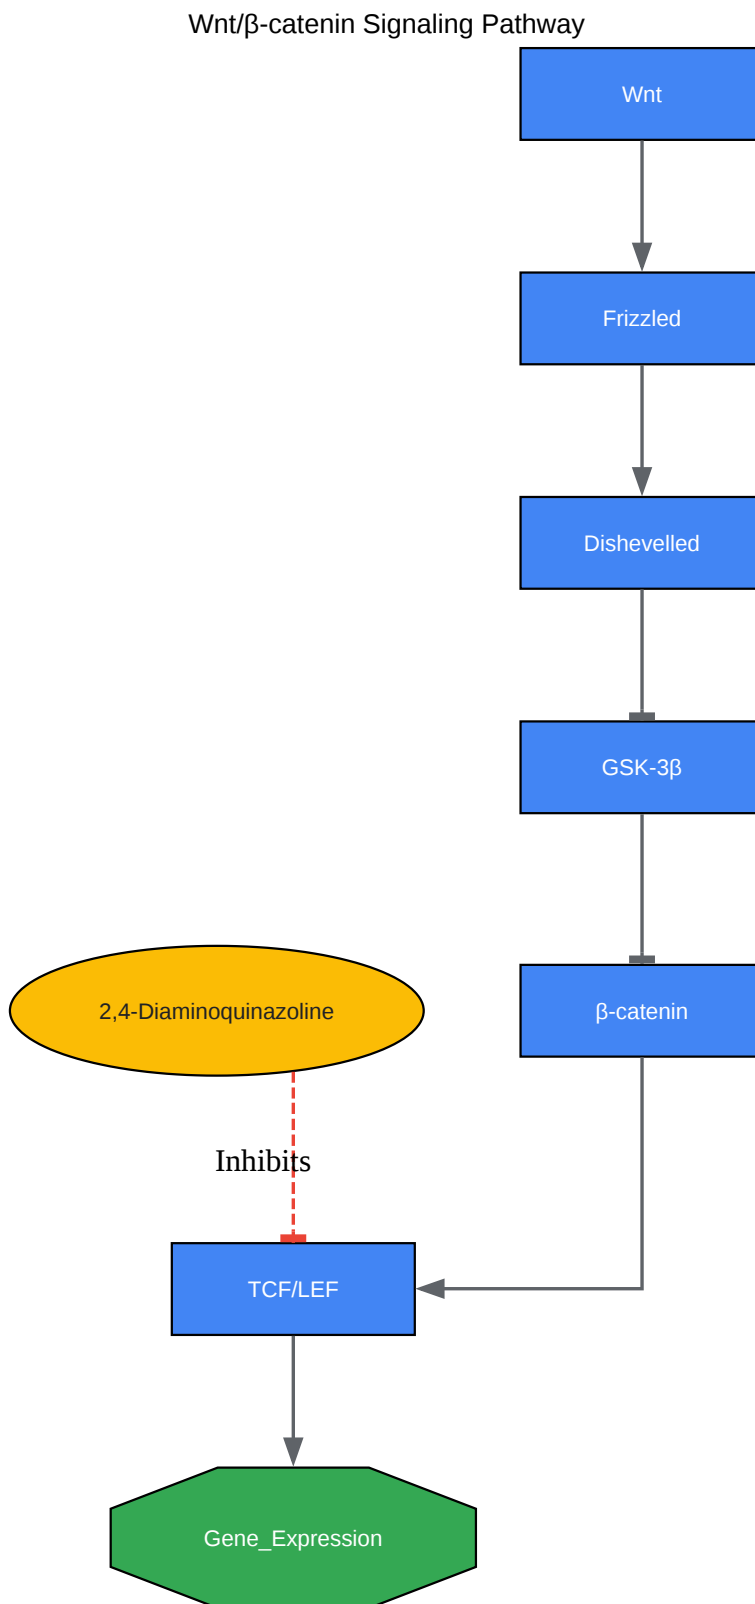 Wnt/β-catenin Signaling Pathway
Wnt
Frizzled
Dishevelled
GSK-3β
2,4-Diaminoquinazoline
β-catenin
Inhibits
TCF/LEF
Gene_Expression